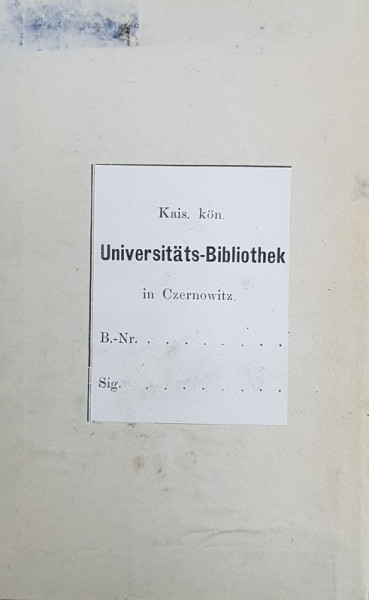 Kais. kön.
Universitäts-Bibliothek
in Czernowitz.
B.-Nr. . . . . . . . . .
Sig. . . . . . . . .